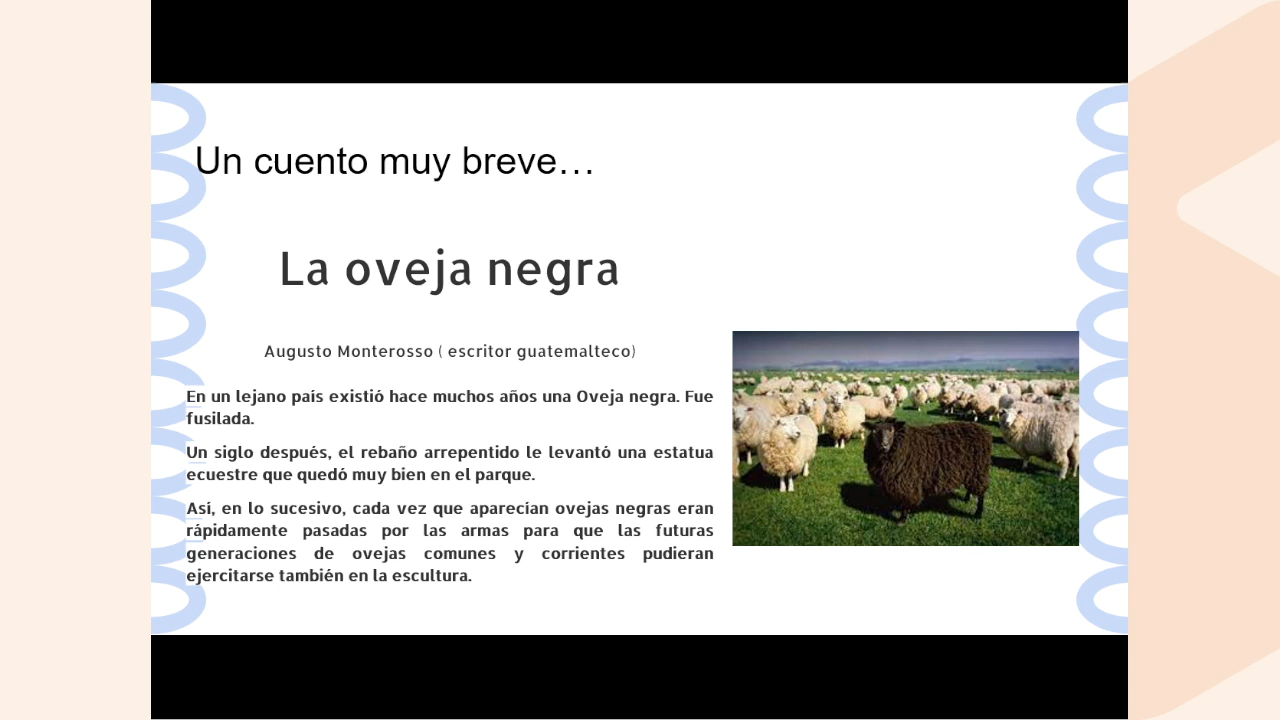 Un cuento muy breve…
La oveja negra
Augusto Monterosso ( escritor guatemalteco)
En un lejano país existió hace muchos años una Oveja negra. Fue
fusilada.
Un siglo después, el rebaño arrepentido le levantó una estatua
ecuestre que quedó muy bien en el parque.
Así, en lo sucesivo, cada vez que aparecían ovejas negras eran
rápidamente pasadas por las armas para que las futuras
generaciones de ovejas comunes y corrientes pudieran
ejercitarse también en la escultura.